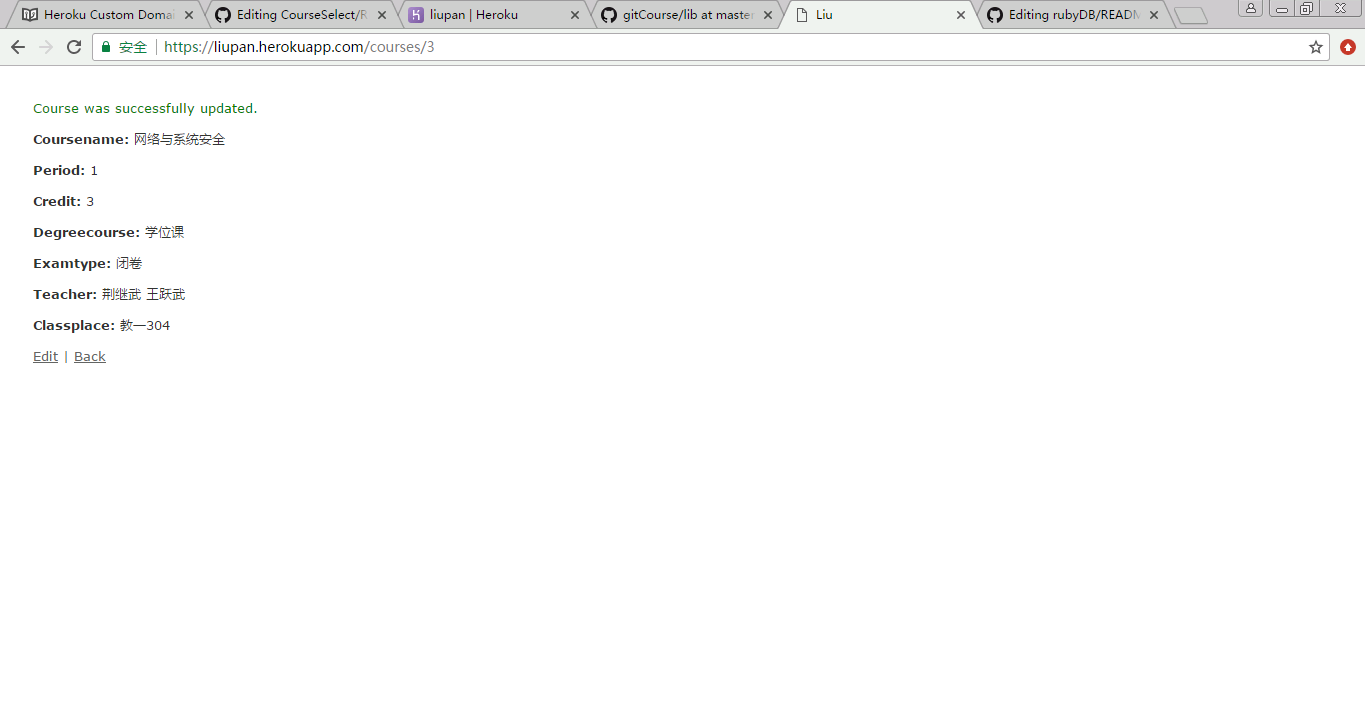 Heroku Custom Domai
Editing CourseSelect/R
liupan | Heroku
gitCourse/lib at master
Liu
Editing rubyDB/READM
安全 https://liupan.herokuapp.com/courses/3
Course was successfully updated.
Coursename: 网络与系统安全
Period: 1
Credit: 3
Degreecourse: 学位课
Examtype: 闭卷
Teacher: 荆继武 王跃武
Classplace: 教一304
Edit | Back